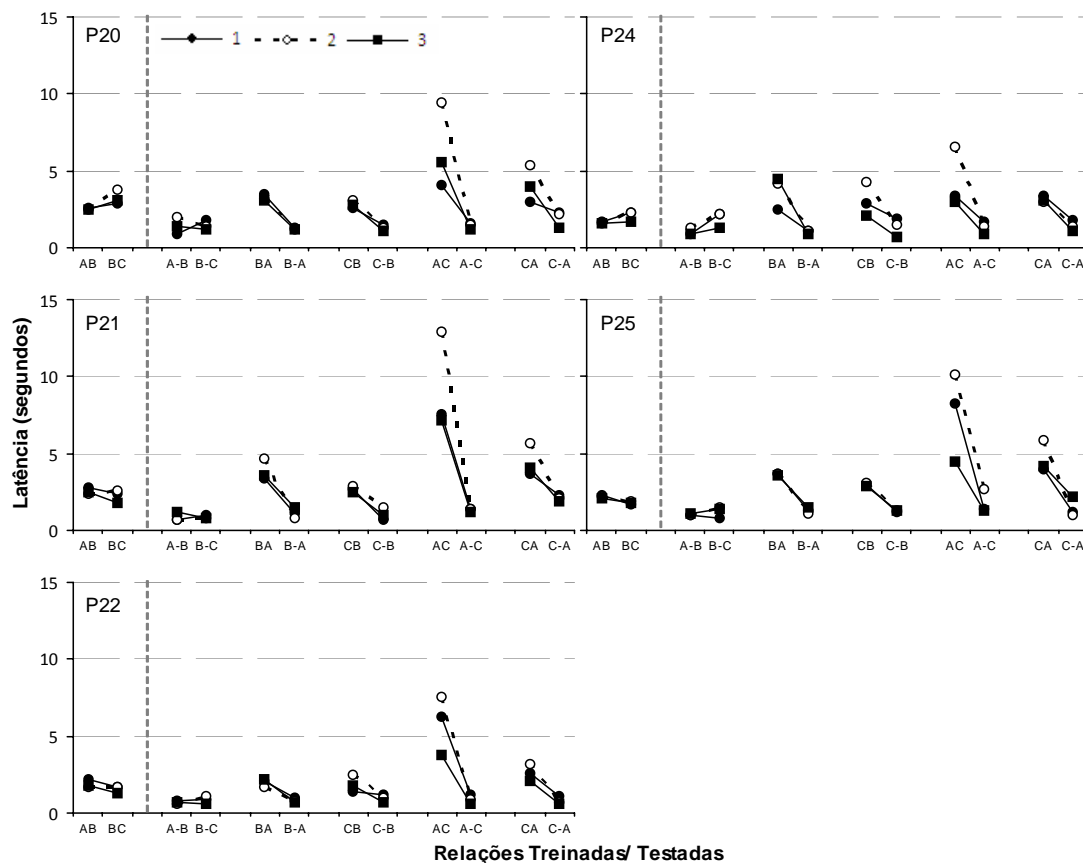 15
10
5
0
P20
1 2 3
AB BC A-B B-C BA B-A CB C-B AC A-C CA C-A
P24
AB BC A-B B-C BA B-A CB C-B AC A-C CA C-A
Latência (segundos)
15
10
5
0
P21
AB BC A-B B-C BA B-A CB C-B AC A-C CA C-A
P25
AB BC A-B B-C BA B-A CB C-B AC A-C CA C-A
15
10
5
0
P22
AB BC A-B B-C BA B-A CB C-B AC A-C CA C-A
Relações Treinadas/ Testadas